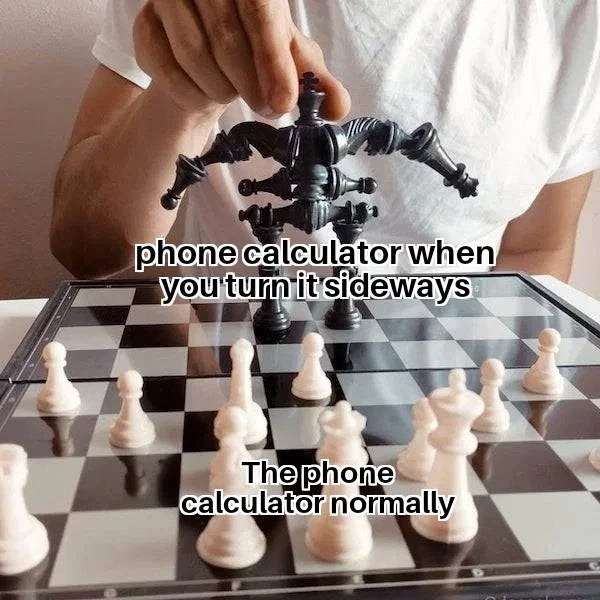 phone calculator when
you turn it sideways
The phone
calculator normally